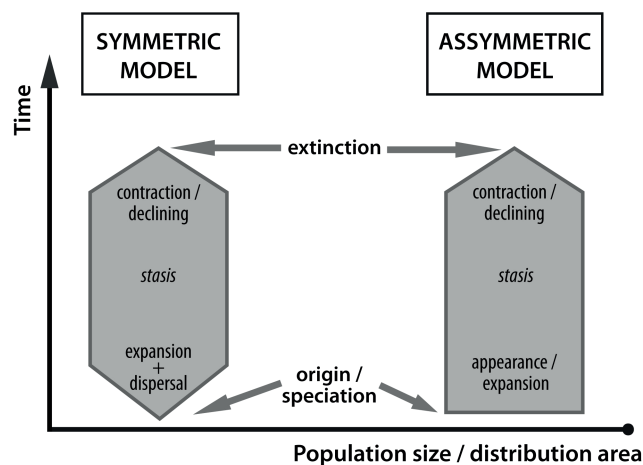 SYMMETRIC
MODEL
ASSYMMETRIC
MODEL
Time
extinction
contraction /
declining
stasis
expansion
+
dispersal
contraction /
declining
stasis
appearance /
expansion
origin /
speciation
Population size / distribution area